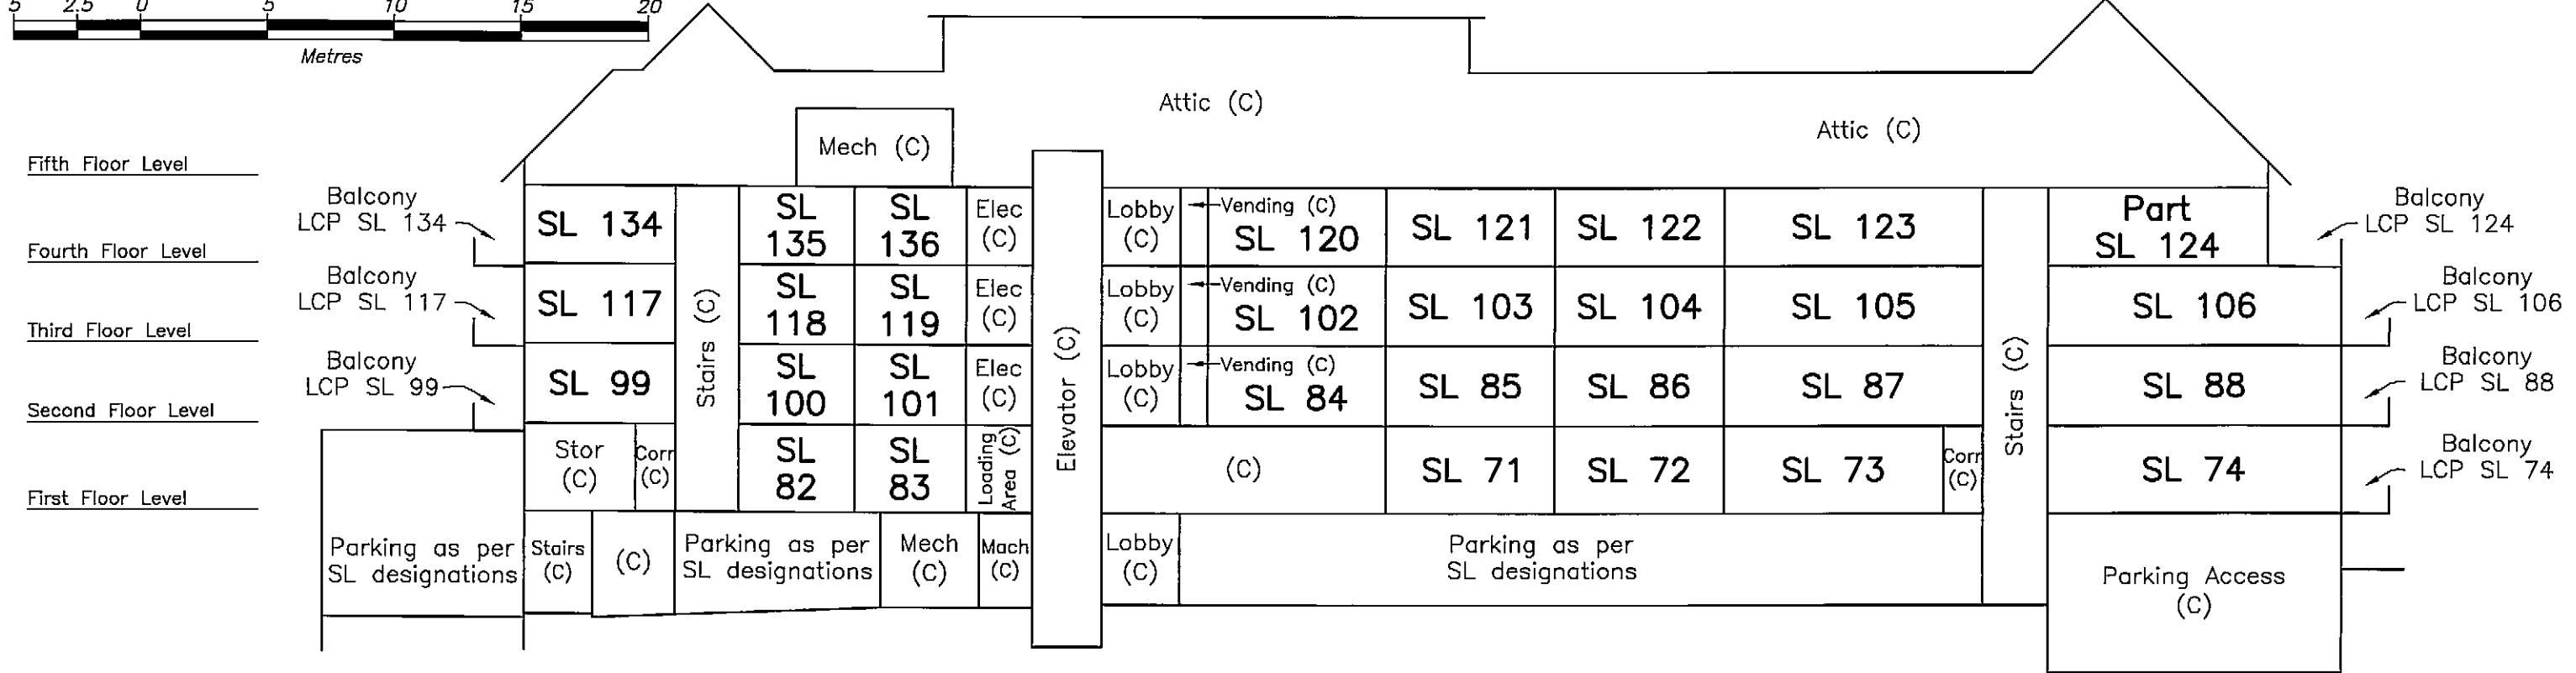 5 2.5 0 5 10 15 20
Metres
Attic (C)
Attic (C)
Mech (C)
Fifth Floor Level
Balcony
LCP SL 134
SL 134
SL
135
SL
136
Elec
(C)
Lobby
(C)
Vending (C)
SL 120
SL 121
SL 122
SL 123
Part
SL 124
Balcony
LCP SL 124
Fourth Floor Level
Balcony
LCP SL 117
SL 117
Stairs (C)
SL
118
SL
119
Elec
(C)
Elevator (C)
Lobby
(C)
Vending (C)
SL 102
SL 103
SL 104
SL 105
Stairs (C)
SL 106
Balcony
LCP SL 106
Third Floor Level
Balcony
LCP SL 99
SL 99
SL
100
SL
101
Elec
(C)
Lobby
(C)
Vending (C)
SL 84
SL 85
SL 86
SL 87
SL 88
Balcony
LCP SL 88
Second Floor Level
Stor
(C)
Corr
(C)
SL
82
SL
83
Loading
Area (C)
(C)
SL 71
SL 72
SL 73
Corr
(C)
SL 74
Balcony
LCP SL 74
First Floor Level
Parking as per
SL designations
Stairs
(C)
(C)
Parking as per
SL designations
Mech
(C)
Mach
(C)
Lobby
(C)
Parking as per
SL designations
Parking Access
(C)